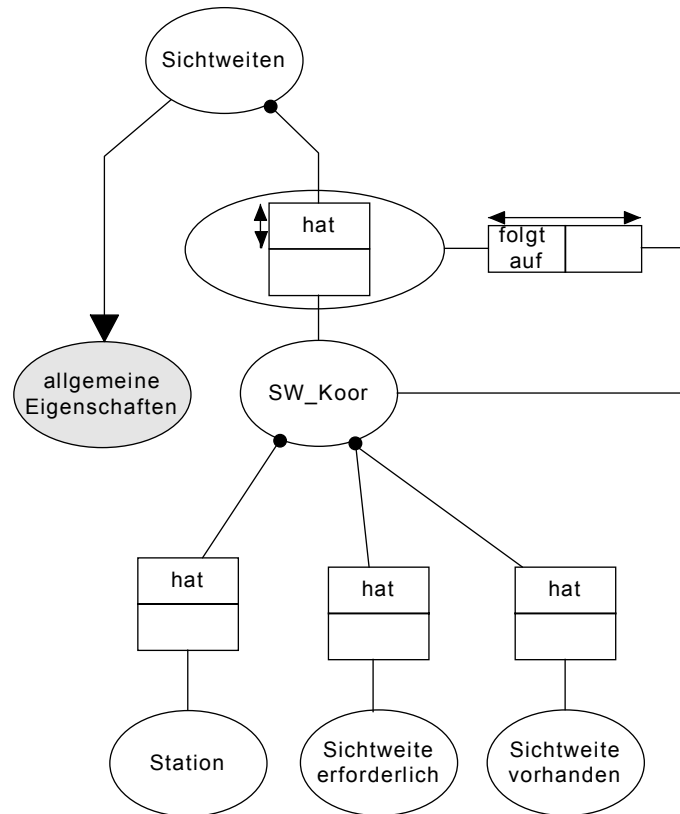 Sichtweiten
hat
folgt
auf
allgemeine
Eigenschaften
SW_Koor
hat
hat
hat
Station
Sichtweite
erforderlich
Sichtweite
vorhanden